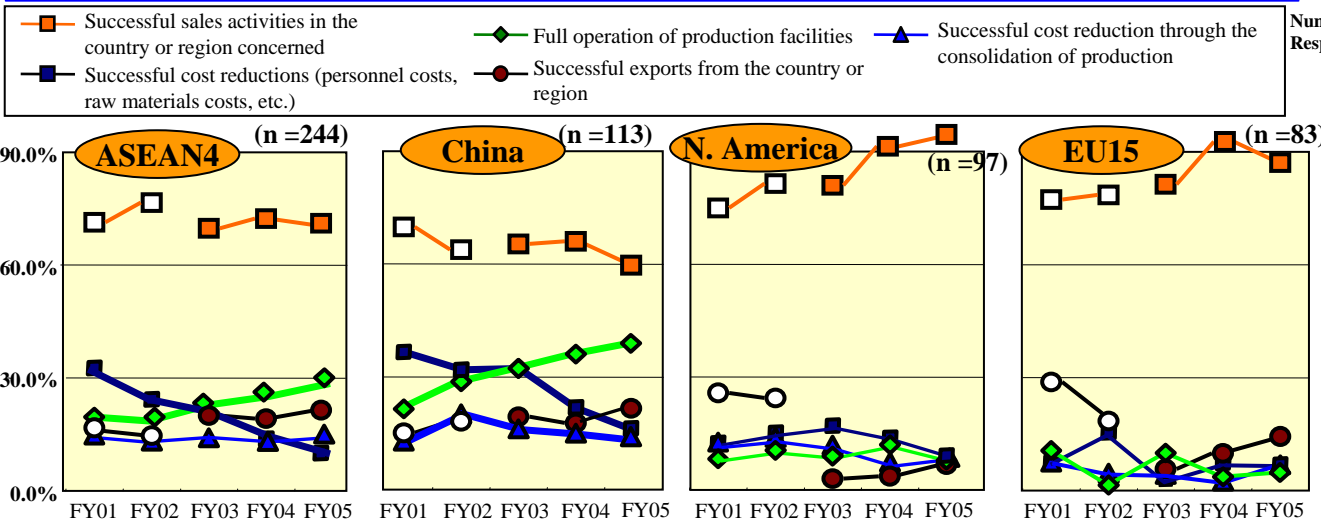 Successful sales activities in the
country or region concerned
Full operation of production facilities
Successful cost reduction through the
consolidation of production
Successful cost reductions (personnel costs,
raw materials costs, etc.)
Successful exports from the country or
region
Num
Resp
ASEAN4
(n =244)
China
(n =113)
N. America
(n =97)
EU15
(n =83)
90.0%
60.0%
30.0%
0.0%
FY01 FY02 FY03 FY04 FY05
FY01 FY02 FY03 FY04 FY05
FY01 FY02 FY03 FY04 FY05
FY01 FY02 FY03 FY04 FY05